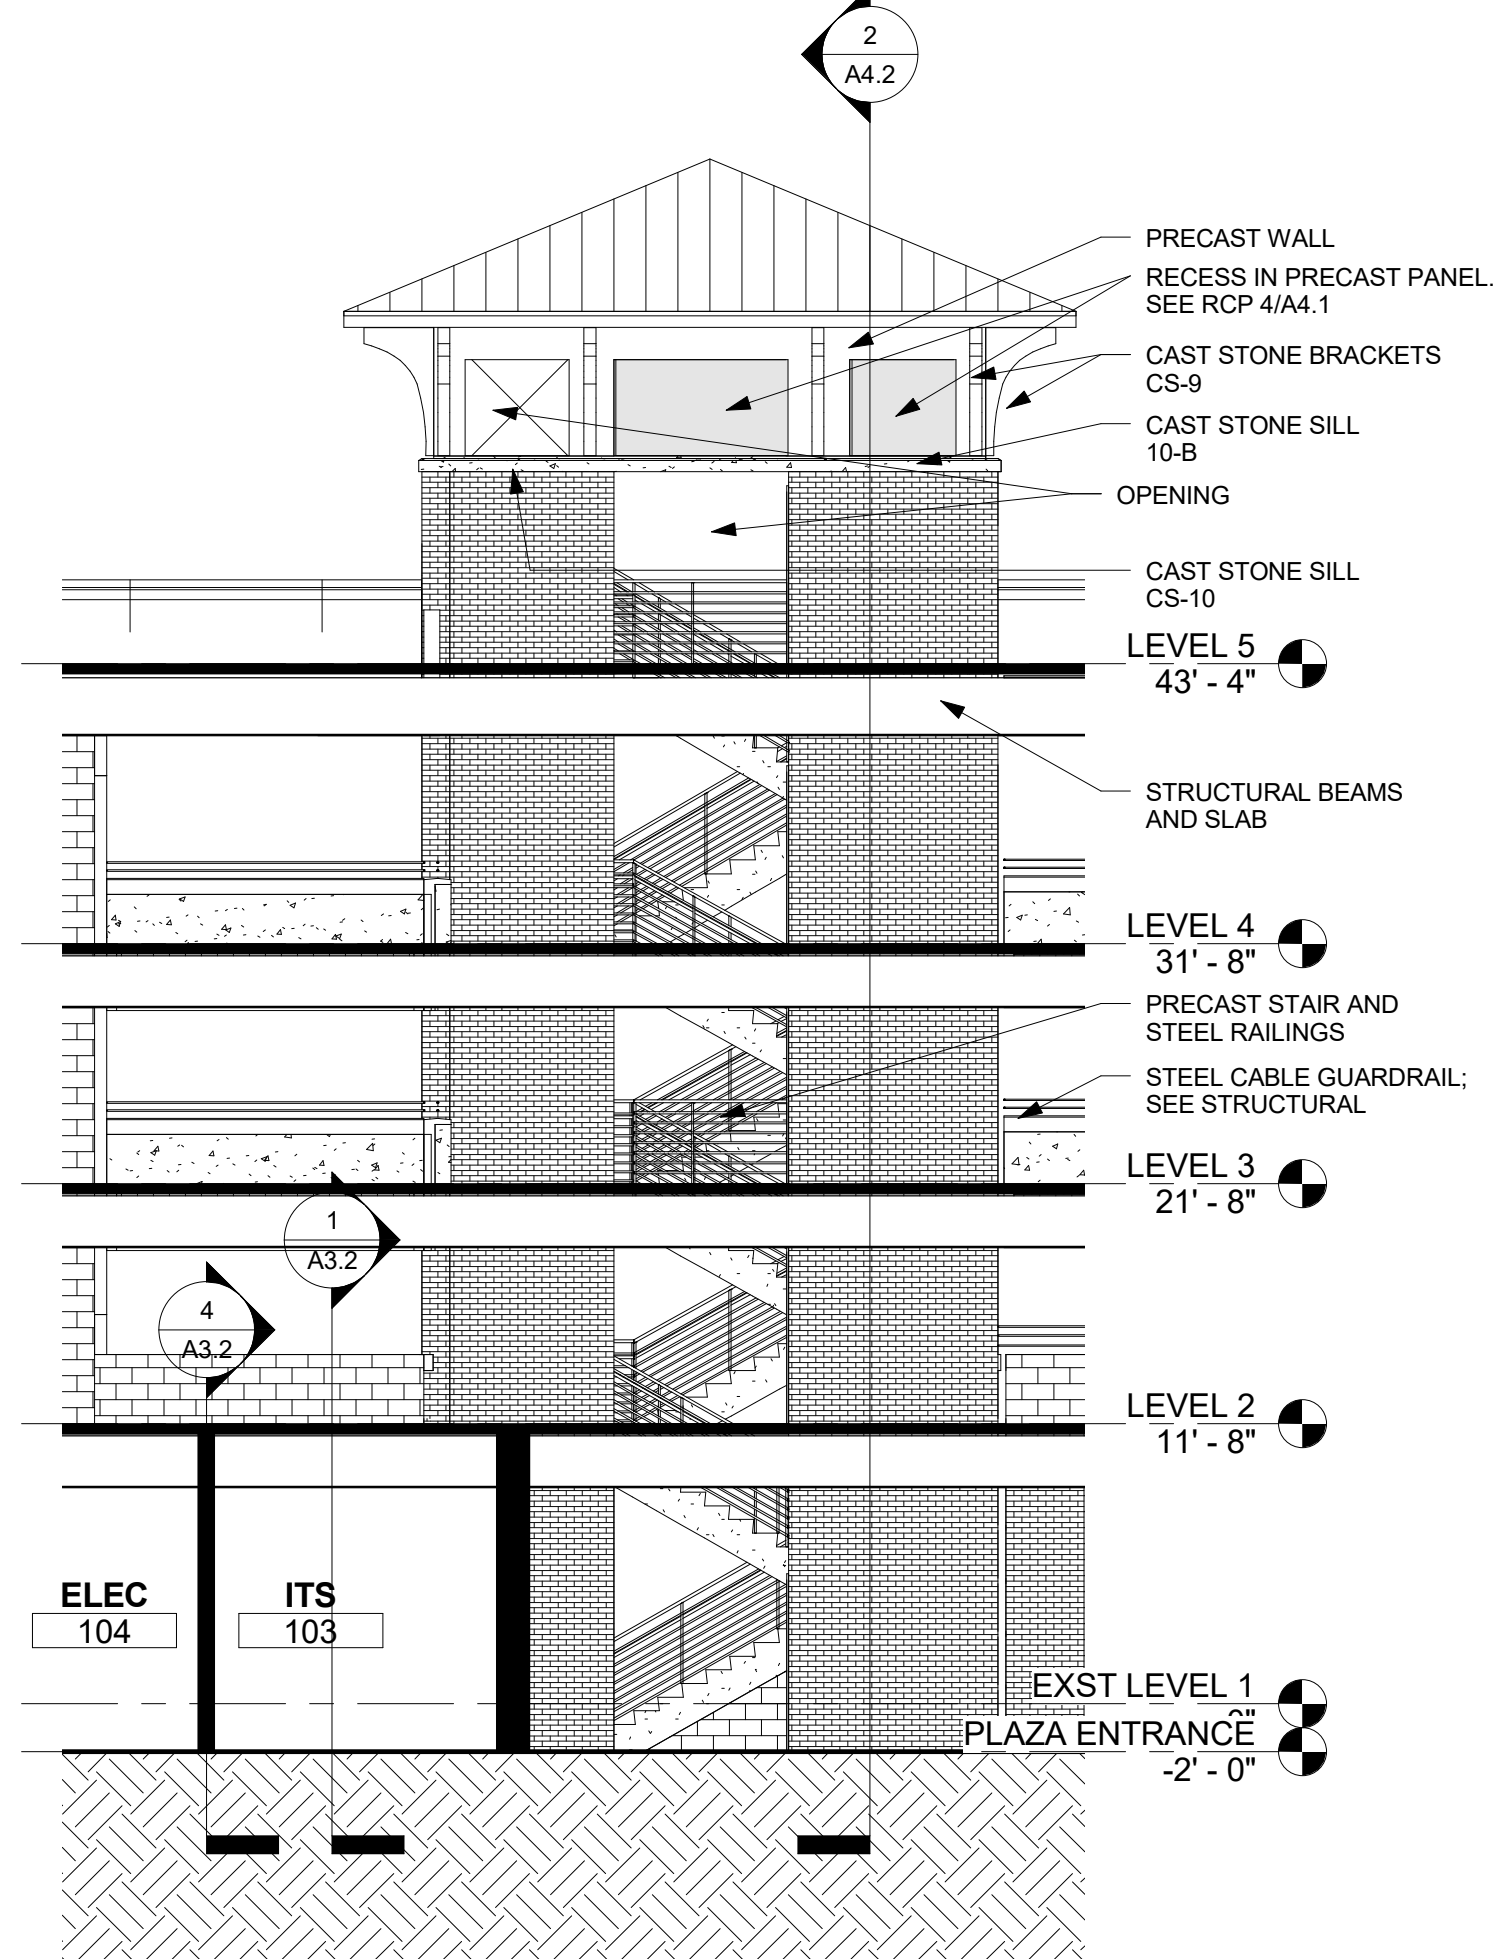 2
A4.2
PRECAST WALL
RECESS IN PRECAST PANEL.
SEE RCP 4/A4.1
CAST STONE BRACKETS
CS-9
CAST STONE SILL
10-B
OPENING
CAST STONE SILL
CS-10
LEVEL 5
43' - 4"
STRUCTURAL BEAMS
AND SLAB
LEVEL 4
31' - 8"
PRECAST STAIR AND
STEEL RAILINGS
STEEL CABLE GUARDRAIL;
SEE STRUCTURAL
LEVEL 3
21' - 8"
1
A3.2
4
A3.2
LEVEL 2
11' - 8"
ELEC
104
ITS
103
EXST LEVEL 1
PLAZA ENTRANCE
-2' - 0"